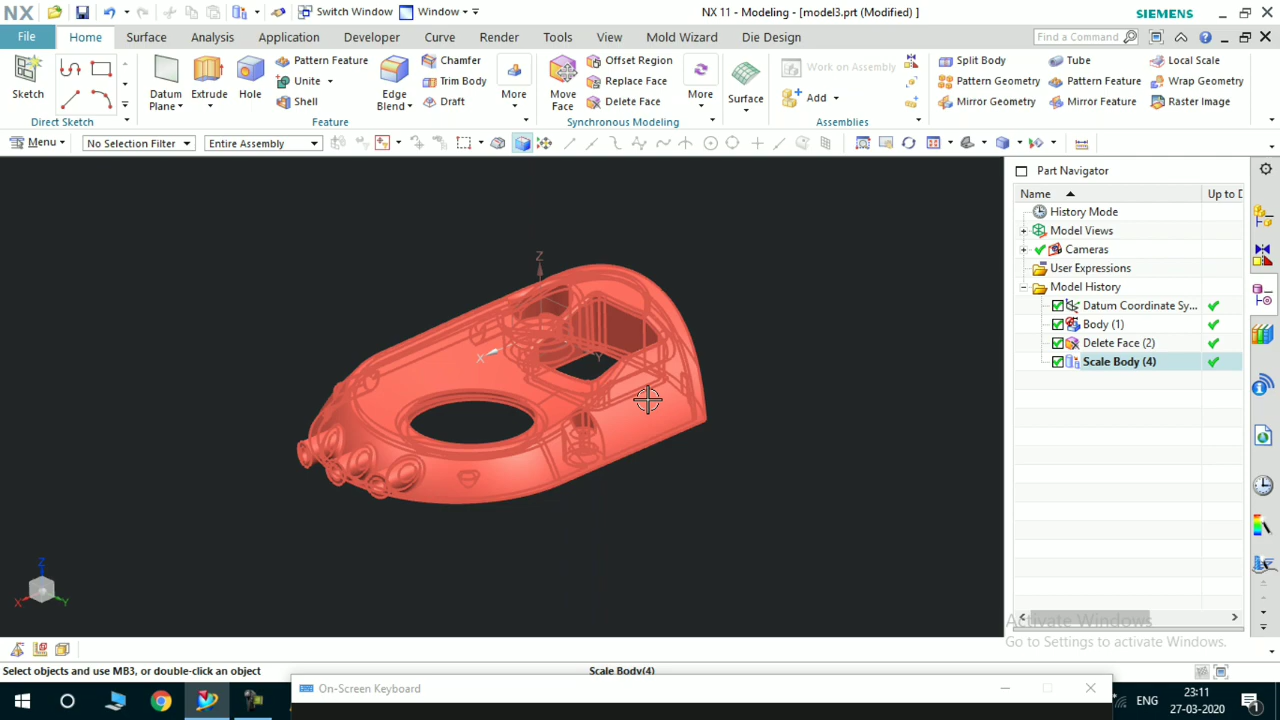 NX Switch Window Window NX 11 - Modeling - [model3.prt (Modified) ] SIEMENS
File Home Surface Analysis Application Developer Curve Render Tools View Mold Wizard Die Design Find a Command
Sketch
Direct Sketch
Datum Plane Extrude Hole
Pattern Feature
Unite
Shell
Edge Blend
Chamfer
Trim Body
Draft
More
Feature
Move Face
Offset Region
Replace Face
Delete Face
More
Synchronous Modeling
Surface
Work on Assembly
Add
Assemblies
Split Body Tube Local Scale
Pattern Geometry Pattern Feature Wrap Geometry
Mirror Geometry Mirror Feature Raster Image
Menu No Selection Filter Entire Assembly
Part Navigator
Name Up to D
History Mode
Model Views
Cameras
User Expressions
Model History
Datum Coordinate Sy...
Body (1)
Delete Face (2)
Scale Body (4)
Z
X
Y
Z
X
Y
Activate Windows
Go to Settings to activate Windows.
Select objects and use MB3, or double-click an object Scale Body(4)
On-Screen Keyboard
ENG
23:11
27-03-2020
1